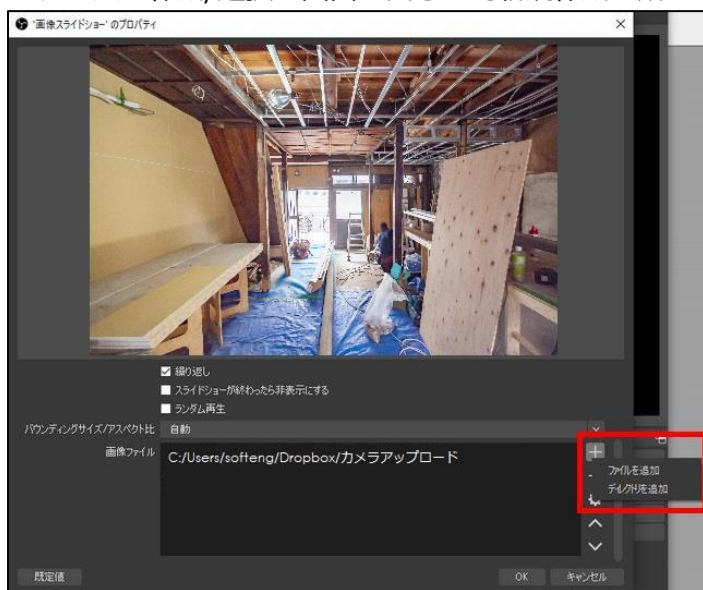 '画像スライドショー' のプロパティ
繰り返し
スライドショーが終わったら非表示にする
ランダム再生
バウンディングサイズ/アスペクト比
自動
画像ファイル
C:/Users/softeng/Dropbox/カメラアップロード
ファイルを追加
ディレクトリを追加
既定値
OK
キャンセル